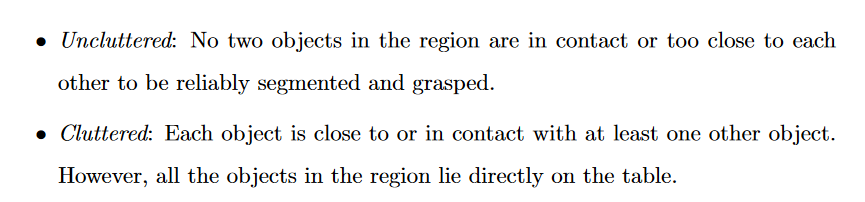 • Uncluttered: No two objects in the region are in contact or too close to each
other to be reliably segmented and grasped.
• Cluttered: Each object is close to or in contact with at least one other object.
However, all the objects in the region lie directly on the table.